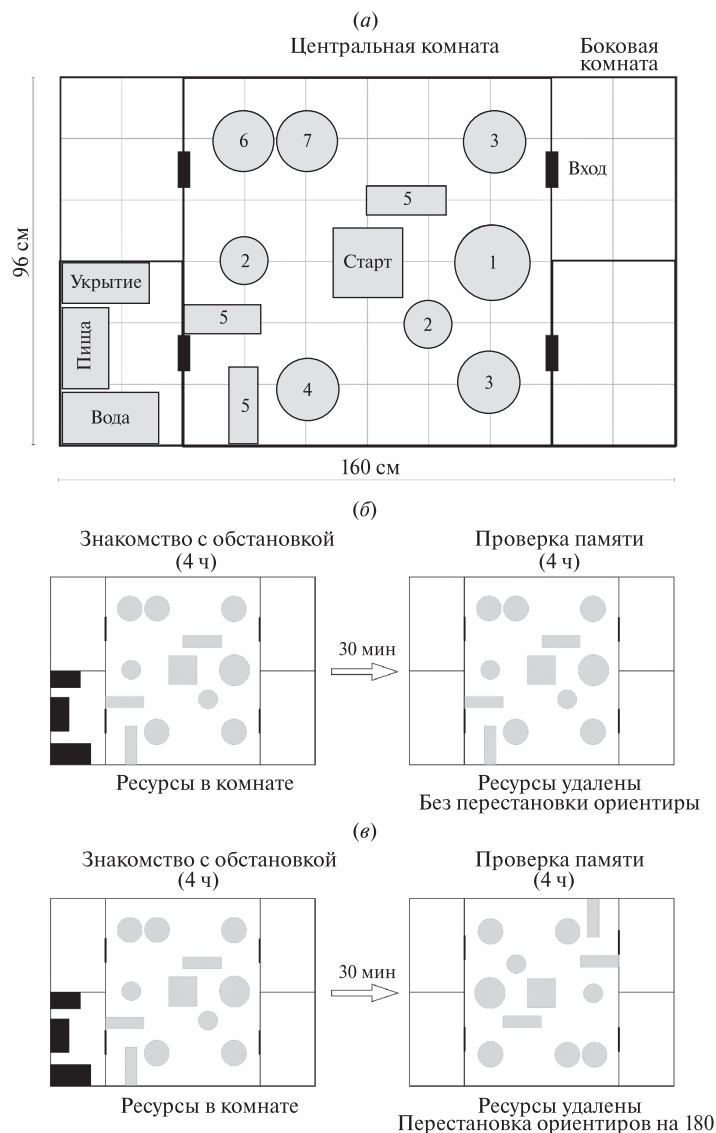 (а)
Центральная комната
Боковая
комната
6
7
3
Вход
5
2
Старт
1
Укрытие
96 см
5
2
Пища
4
3
5
Вода
160 см
(б)
Знакомство с обстановкой
(4 ч)
Проверка памяти
(4 ч)
30 мин
Ресурсы в комнате
Ресурсы удалены
Без перестановки ориентиры
(в)
Знакомство с обстановкой
(4 ч)
Проверка памяти
(4 ч)
30 мин
Ресурсы в комнате
Ресурсы удалены
Перестановка ориентиров на 180